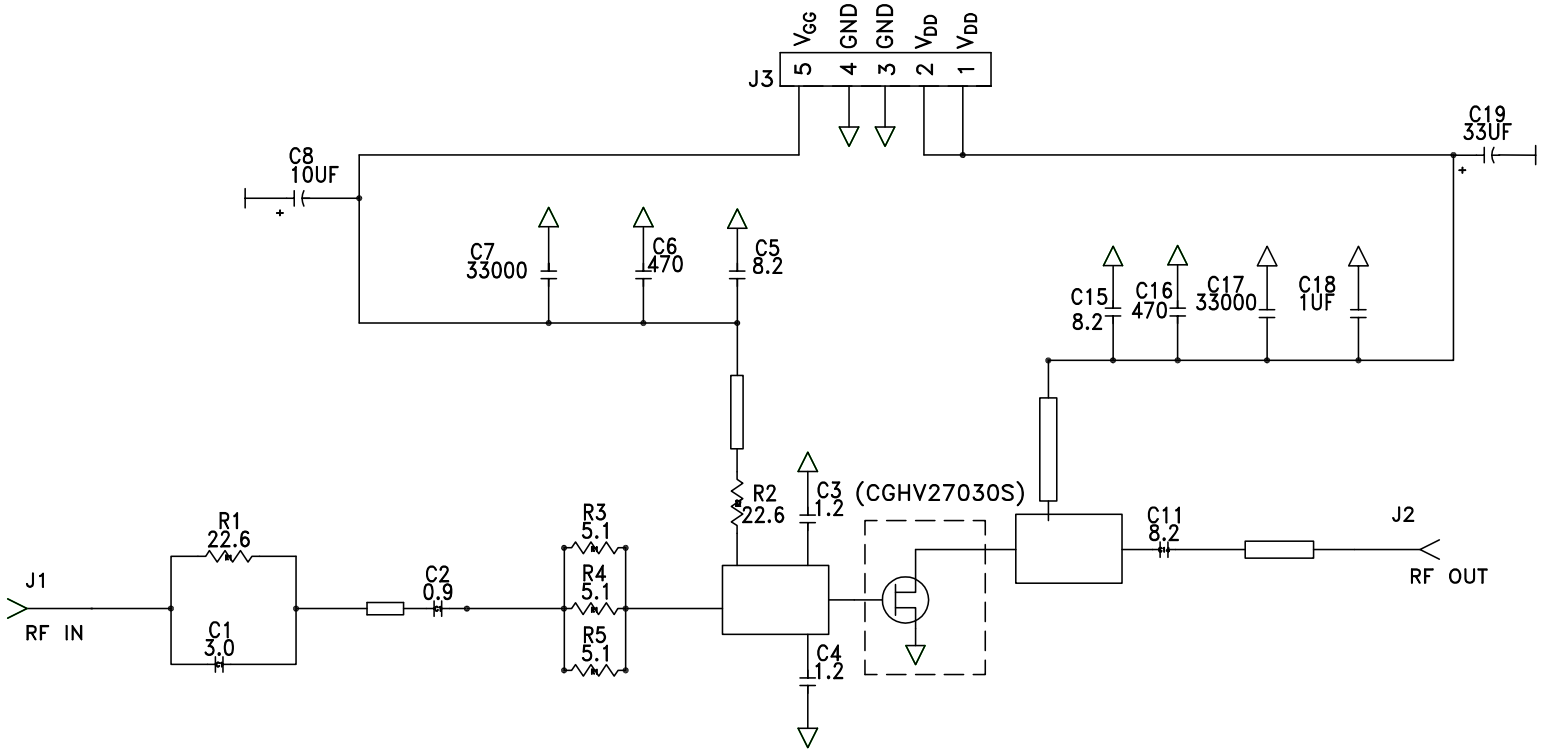 VGG GND GND VDD VDD
J3 5 4 3 2 1
C19
33UF
+
C8
10UF
+
C7
33000
C6
470
C5
8.2
C15
8.2
C16
470
C17
33000
C18
1UF
R2
22.6
C3
1.2
(CGHV27030S)
R1
22.6
R3
5.1
C11
8.2
J2
RF OUT
J1
RF IN
C2
0.9
R4
5.1
C1
3.0
R5
5.1
C4
1.2